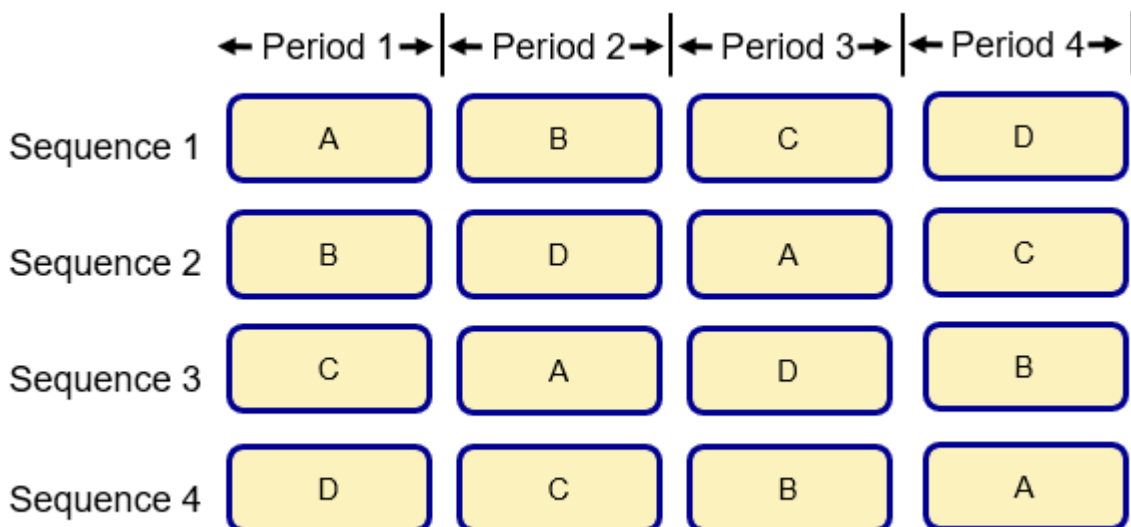 Period 1 Period 2 Period 3 Period 4
Sequence 1 A B C D
Sequence 2 B D A C
Sequence 3 C A D B
Sequence 4 D C B A